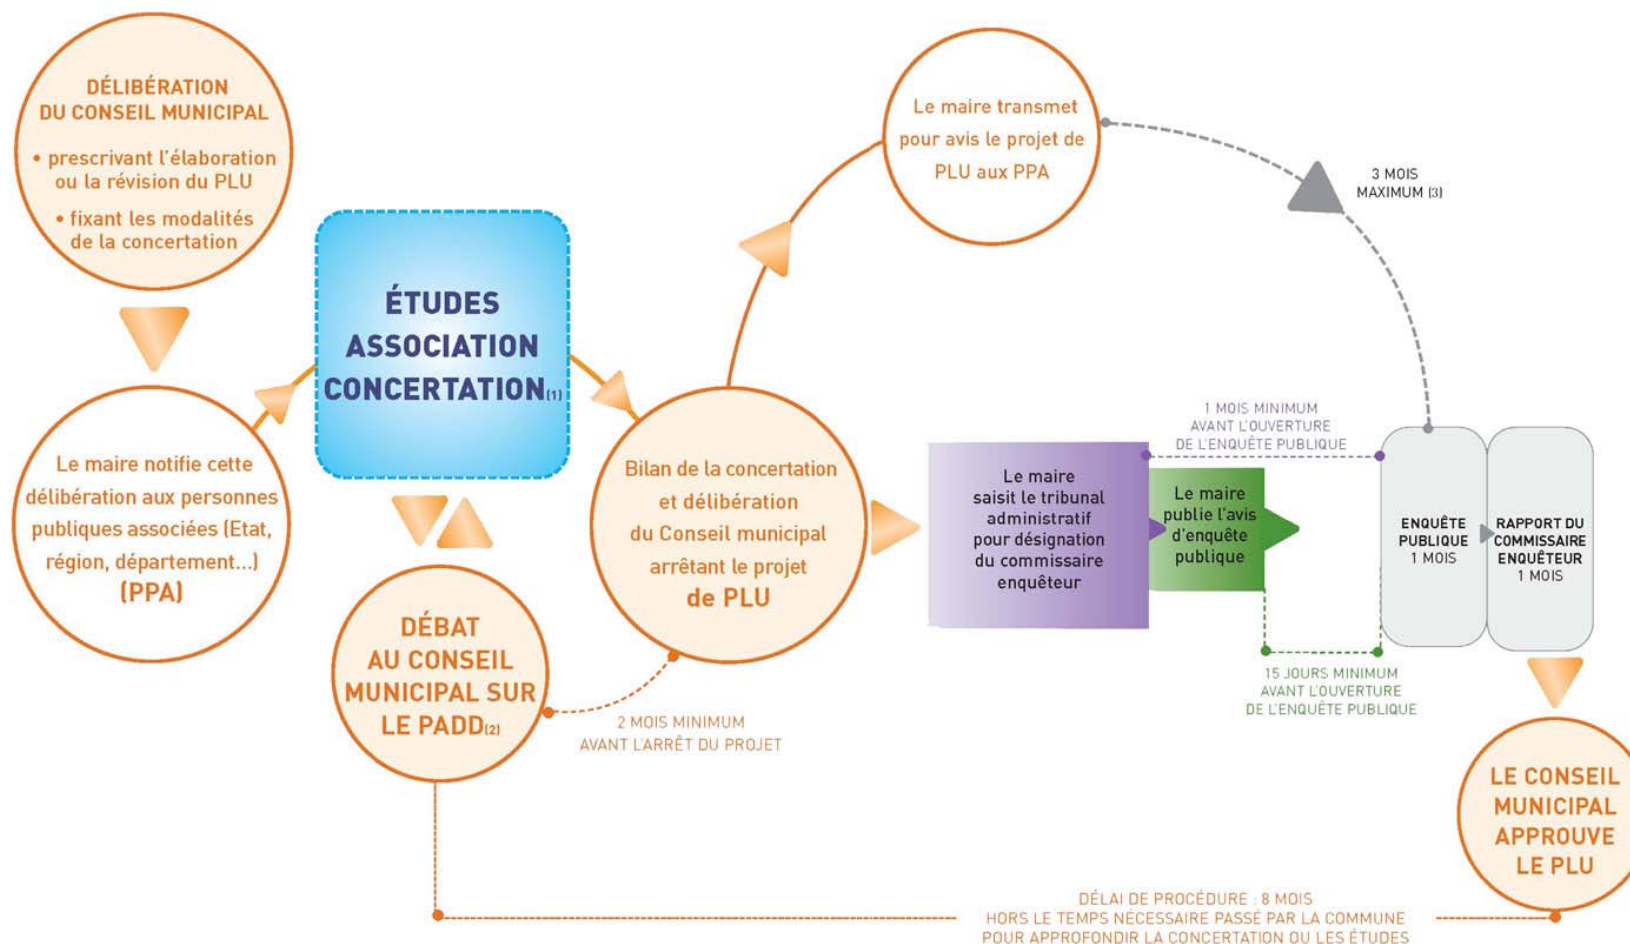 DÉLIBÉRATION
DU CONSEIL MUNICIPAL
• prescrivant l'élaboration
ou la révision du PLU
• fixant les modalités
de la concertation
Le maire notifie cette
délibération aux personnes
publiques associées (Etat,
région, département...)
(PPA)
ÉTUDES
ASSOCIATION
CONCERTATION(1)
DÉBAT
AU CONSEIL
MUNICIPAL SUR
LE PADD(2)
2 MOIS MINIMUM
AVANT L'ARRÊT DU PROJET
Bilan de la concertation
et délibération
du Conseil municipal
arrêtant le projet
de PLU
Le maire transmet
pour avis le projet de
PLU aux PPA
3 MOIS
MAXIMUM (3)
Le maire
saisit le tribunal
administratif
pour désignation
du commissaire
enquêteur
Le maire
publie l'avis
d'enquête
publique
1 MOIS MINIMUM
AVANT L'OUVERTURE
DE L'ENQUÊTE PUBLIQUE
15 JOURS MINIMUM
AVANT L'OUVERTURE
DE L'ENQUÊTE PUBLIQUE
ENQUÊTE
PUBLIQUE
1 MOIS
RAPPORT DU
COMMISSAIRE
ENQUÊTEUR
1 MOIS
LE CONSEIL
MUNICIPAL
APPROUVE
LE PLU
DÉLAI DE PROCÉDURE : 8 MOIS
HORS LE TEMPS NÉCESSAIRE PASSÉ PAR LA COMMUNE
POUR APPROFONDIR LA CONCERTATION OU LES ÉTUDES